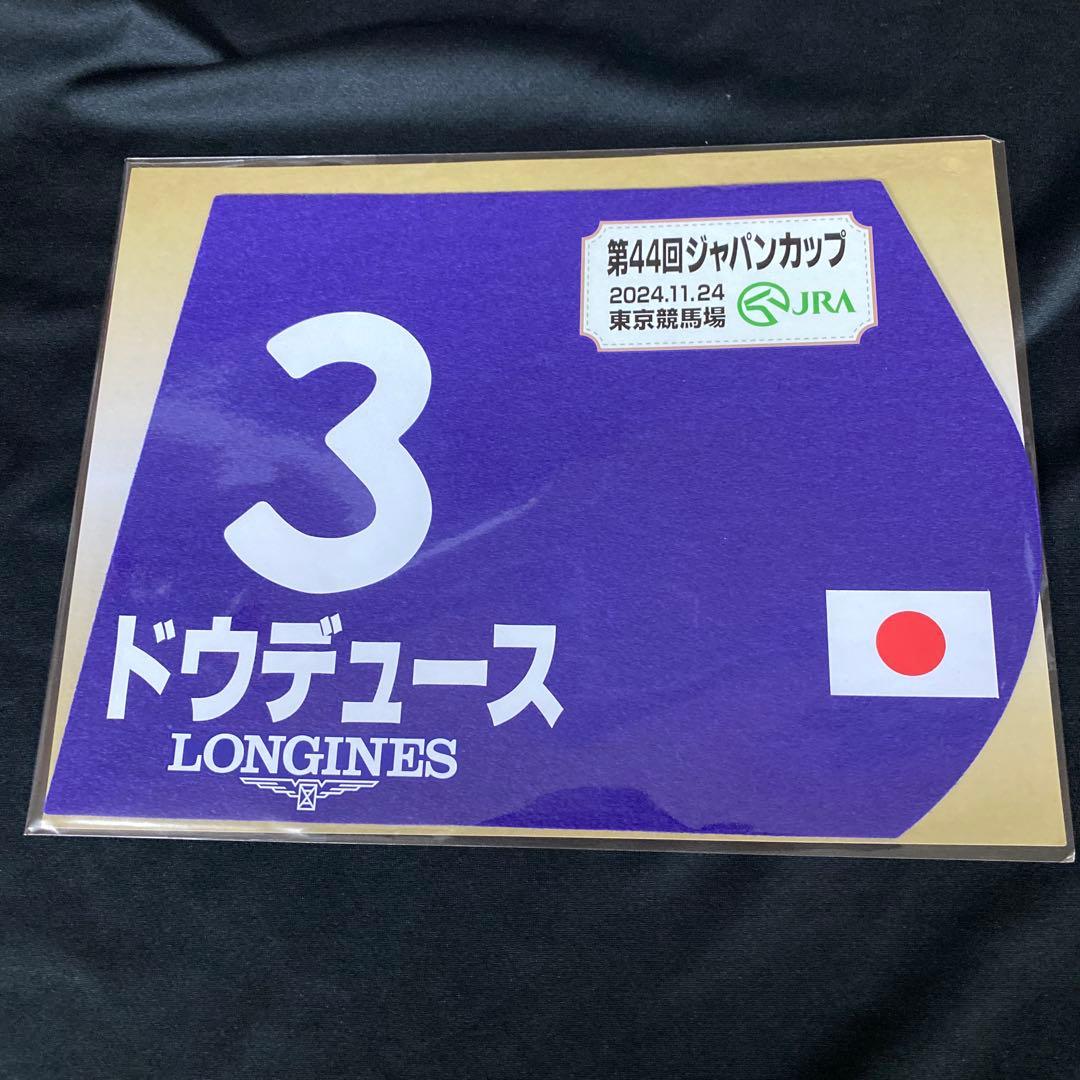 第44回ジャパンカップ
2024.11.24
東京競馬場
JRA
3
ドウデュース
LONGINES